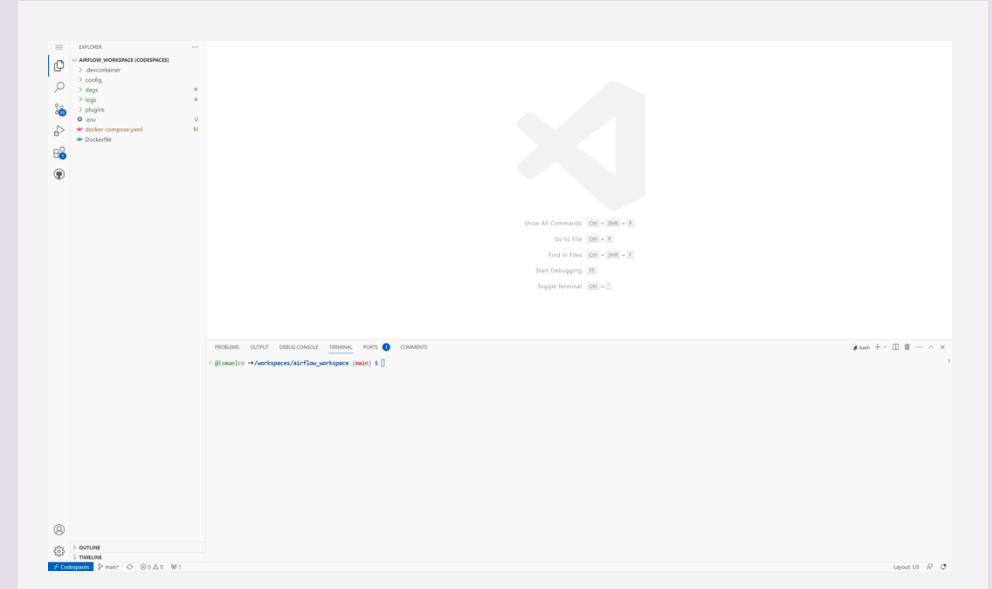 EXPLORER
AIRFLOW_WORKSPACE [CODESPACES]
.devcontainer
config
dags
logs
plugins
.env U
docker-compose.yaml M
Dockerfile
Show All Commands Ctrl + Shift + P
Go to File Ctrl + P
Find in Files Ctrl + Shift + F
Start Debugging F5
Toggle Terminal Ctrl + `
PROBLEMS OUTPUT DEBUG CONSOLE TERMINAL PORTS 1 COMMENTS
bash
@ismaelcv ➜/workspaces/airflow_workspace (main) $
OUTLINE
TIMELINE
Codespaces main* 0 0 1
Layout: US